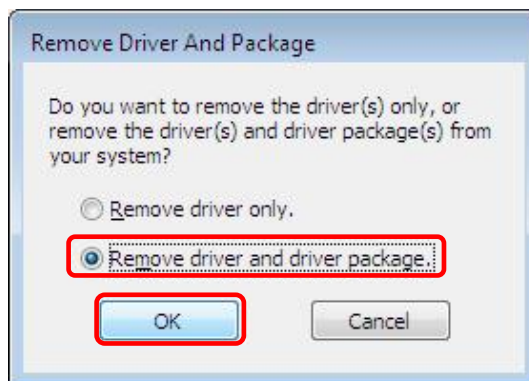 Remove Driver And Package
Do you want to remove the driver(s) only, or
remove the driver(s) and driver package(s) from
your system?
Remove driver only.
Remove driver and driver package.
OK
Cancel